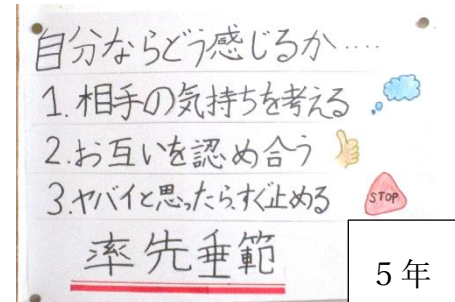 自分ならどう感じるか‥‥
1.相手の気持ちを考える
2.お互いを認め合う
3.ヤバイと思ったら、すぐ止める
STOP
率先垂範
5年